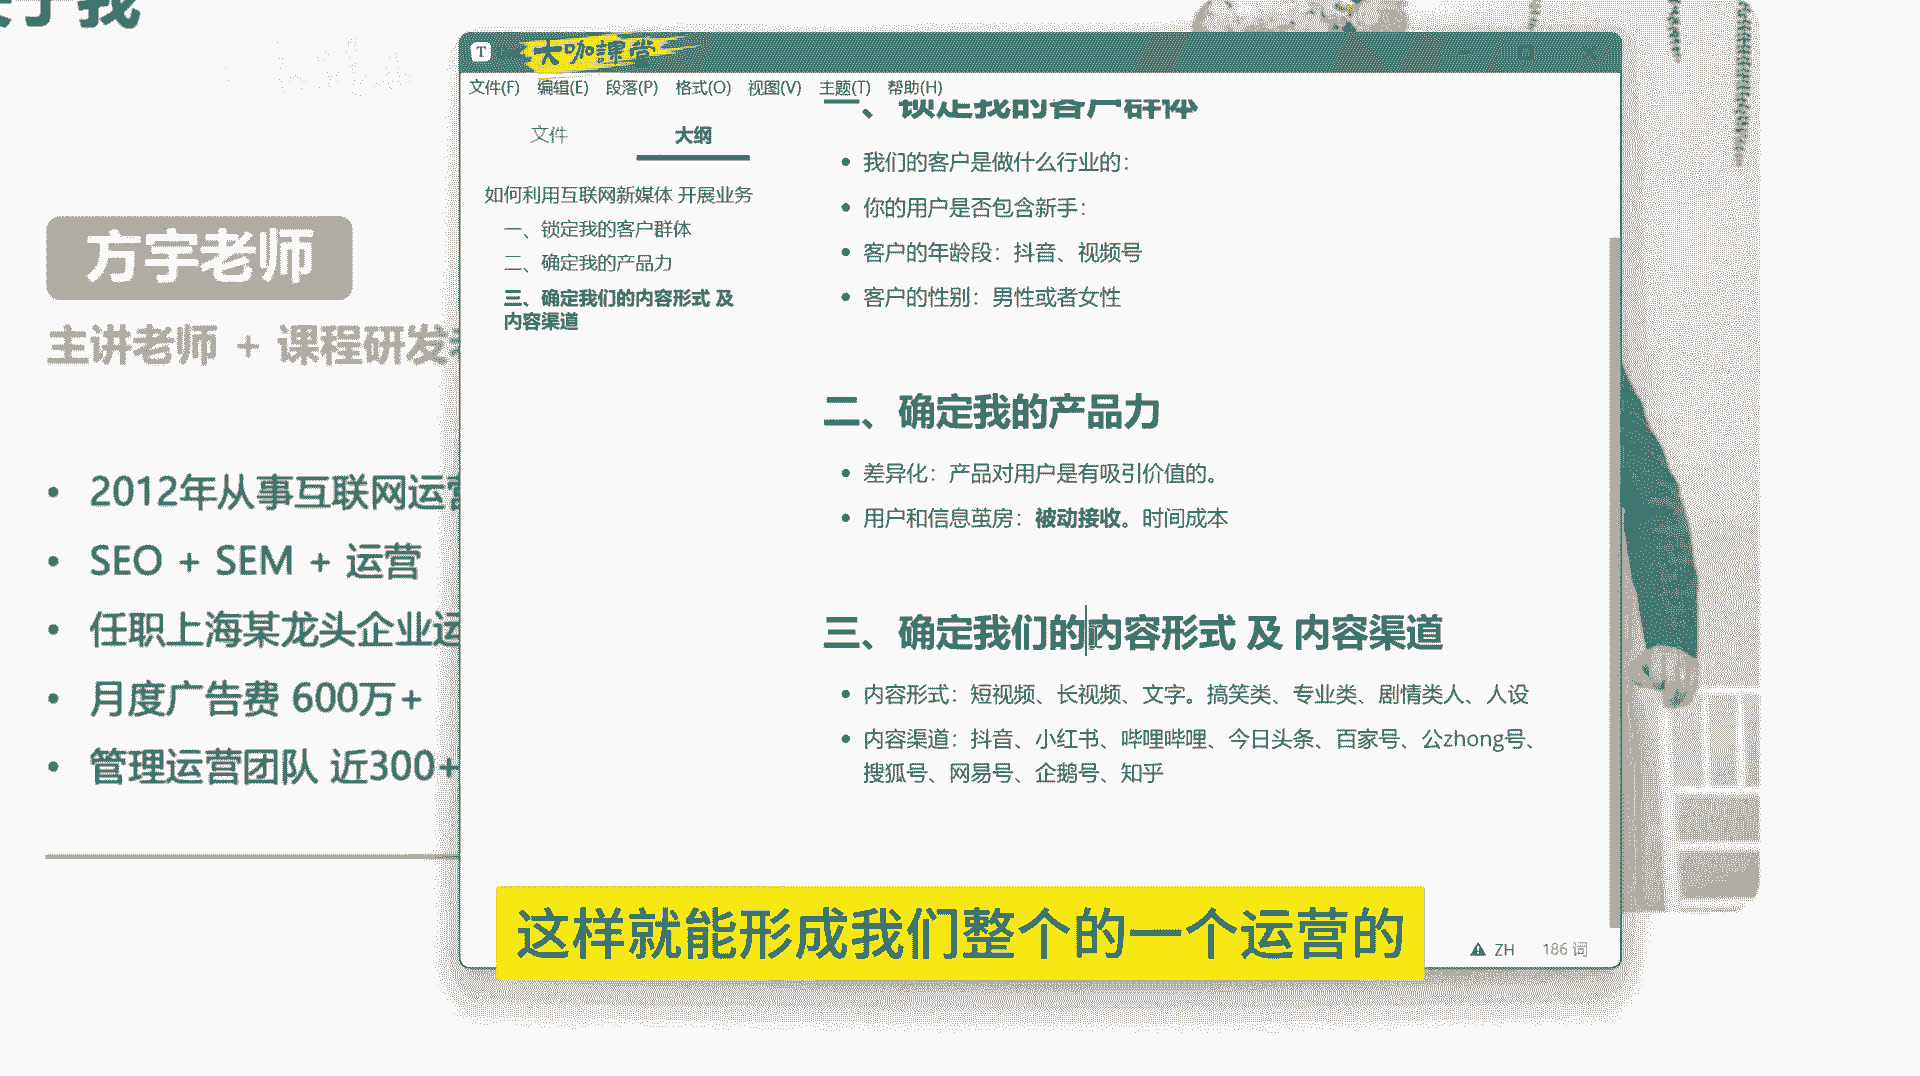 于我
方宇老师
主讲老师 + 课程研发
2012年从事互联网运营
SEO + SEM + 运营
任职上海某龙头企业运
月度广告费 600万+
管理运营团队 近300+
T
大咖课堂
文件(F) 编辑(E) 段落(P) 格式(O) 视图(V) 主题(T) 帮助(H)
文件 大纲
如何利用互联网新媒体 开展业务
一、锁定我的客户群体
二、确定我的产品力
三、确定我们的内容形式 及
内容渠道
一、锁定我的客户群体
我们的客户是做什么行业的：
你的用户是否包含新手：
客户的年龄段：抖音、视频号
客户的性别：男性或者女性
二、确定我的产品力
差异化：产品对用户是有吸引价值的。
用户和信息茧房：被动接收。时间成本
三、确定我们的内容形式 及 内容渠道
内容形式：短视频、长视频、文字。搞笑类、专业类、剧情类人、人设
内容渠道：抖音、小红书、哔哩哔哩、今日头条、百家号、公zhong号、
搜狐号、网易号、企鹅号、知乎
这样就能形成我们整个的一个运营的
ZH 186 词